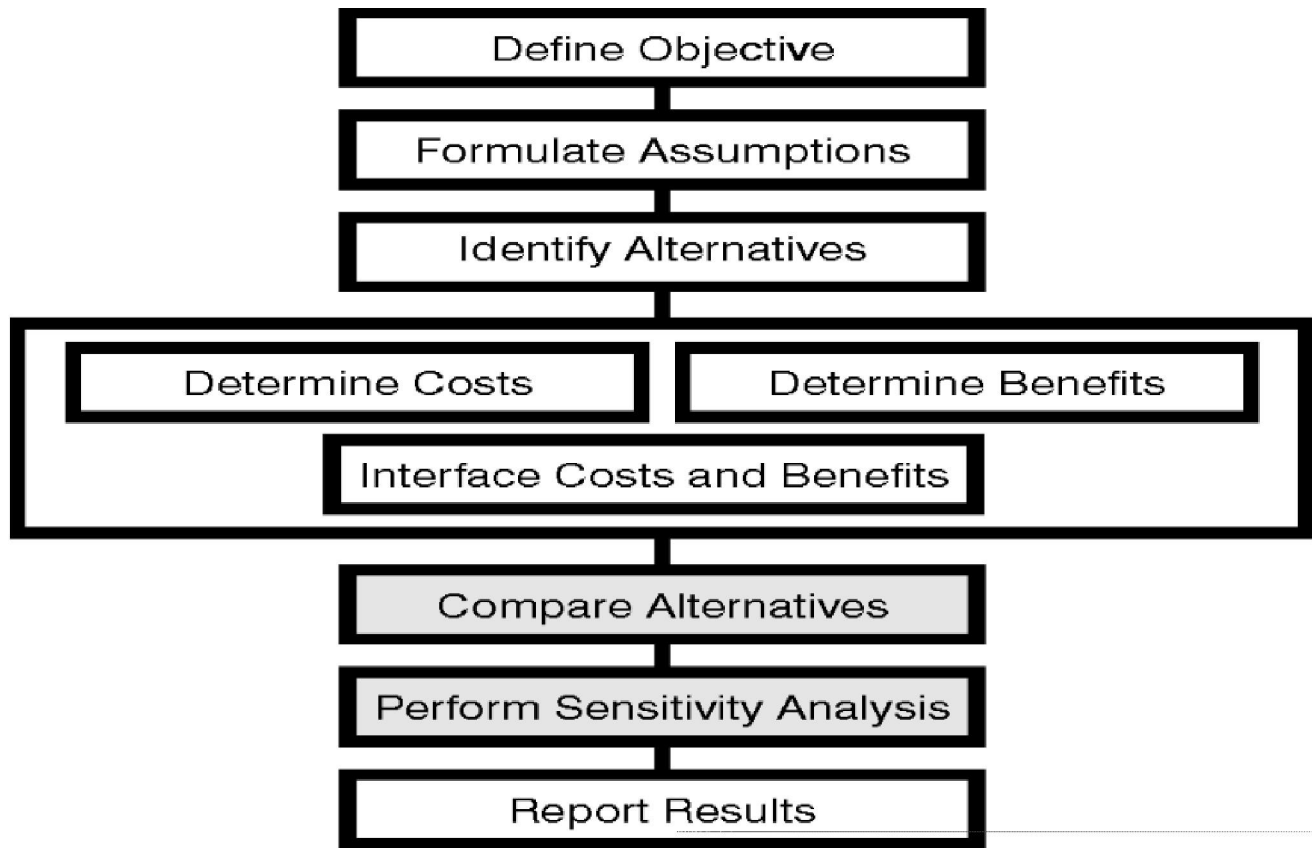 Define Objective
Formulate Assumptions
Identify Alternatives
Determine Costs
Determine Benefits
Interface Costs and Benefits
Compare Alternatives
Perform Sensitivity Analysis
Report Results